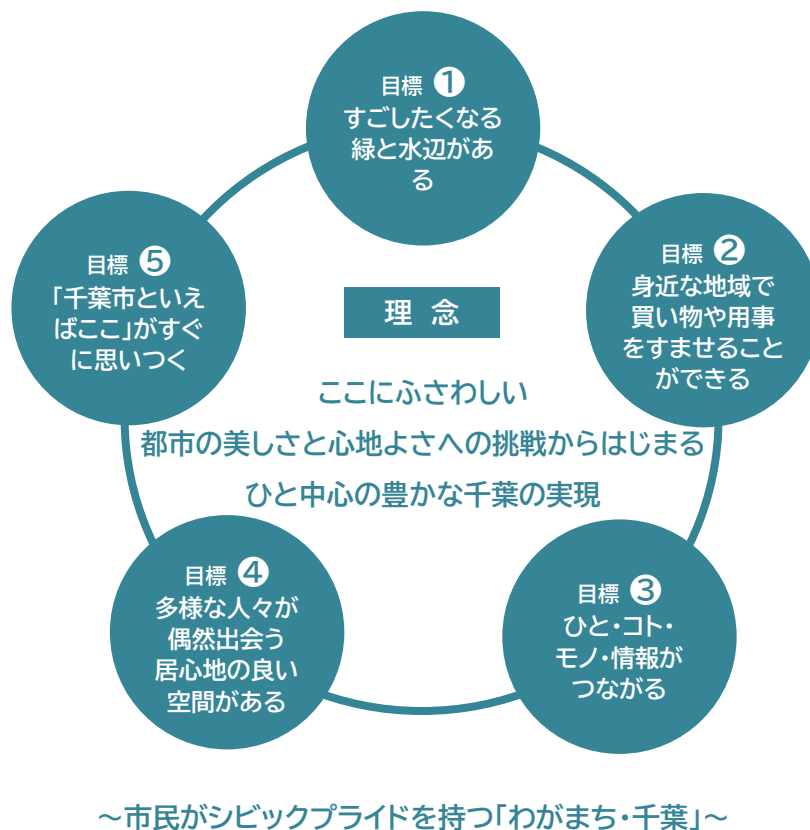 目標 ❶
すごしたくなる
緑と水辺があ
る
目標 ❷
身近な地域で
買い物や用事
をすませること
ができる
目標 ❸
ひと・コト・
モノ・情報が
つながる
目標 ❹
多様な人々が
偶然出会う
居心地の良い
空間がある
目標 ❺
「千葉市といえ
ばここ」がすぐ
に思いつく
理 念
ここにふさわしい
都市の美しさと心地よさへの挑戦からはじまる
ひと中心の豊かな千葉の実現
～市民がシビックプライドを持つ「わがまち・千葉」～